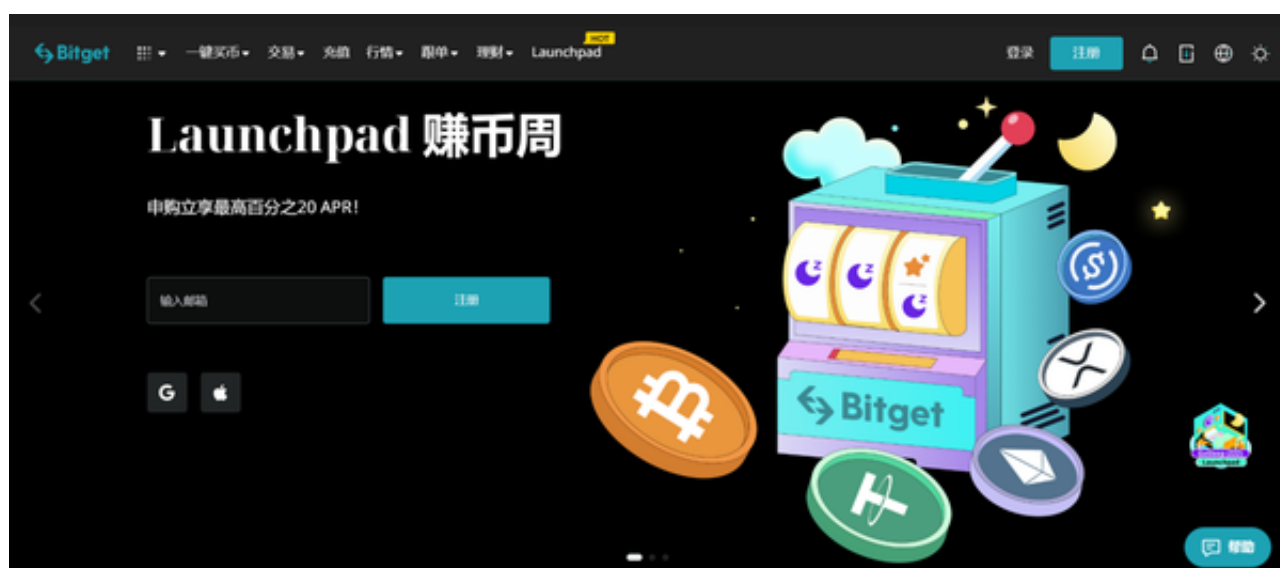 Bitget
一键买币
交易
充值
行情
跟单
理财
Launchpad
HOT
登录
注册
Launchpad 赚币周
申购立享最高百分之20 APR!
输入邮箱
注册
G
Bitget
Launchpad
帮助